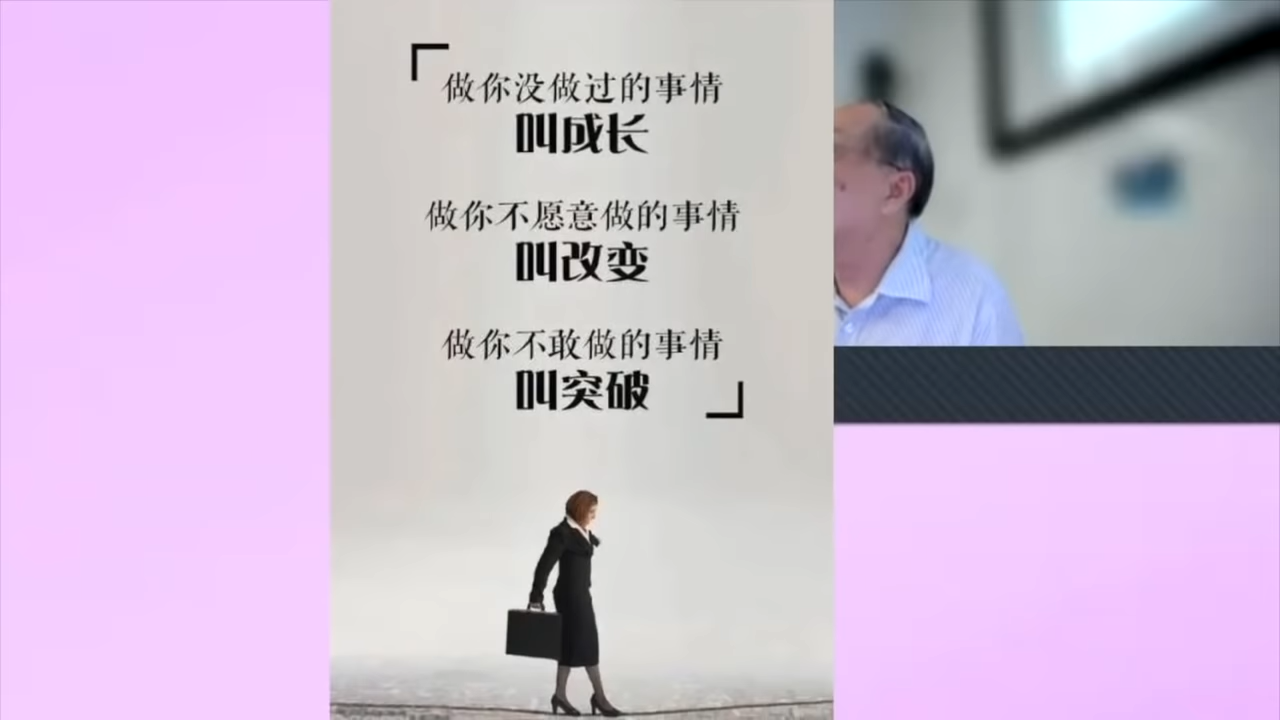 做你没做过的事情
叫成长
做你不愿意做的事情
叫改变
做你不敢做的事情
叫突破